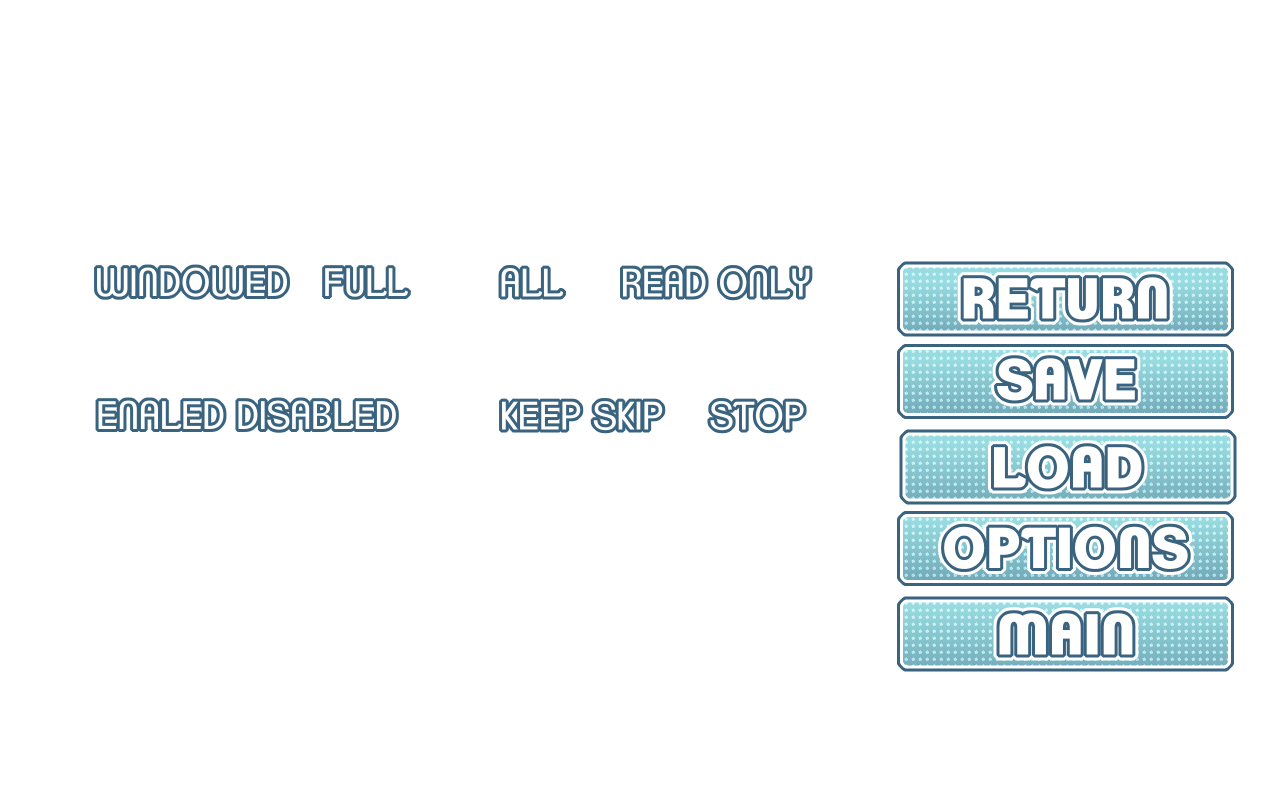 WINDOWED FULL ALL READ ONLY
ENALED DISABLED KEEP SKIP STOP
RETURN
SAVE
LOAD
OPTIONS
MAIN